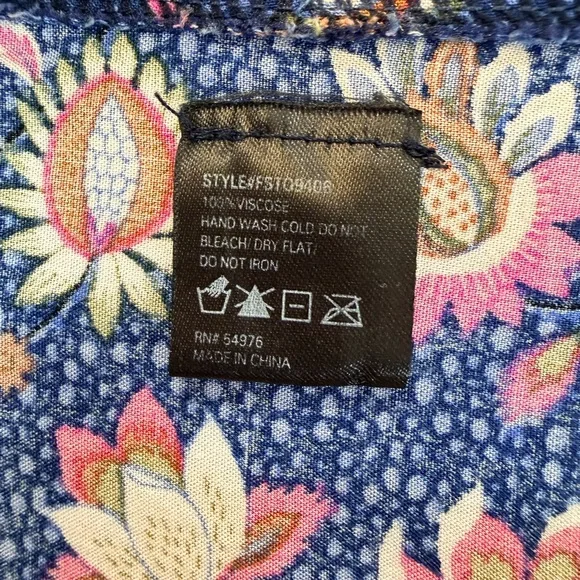 STYLE#FSTO9406
100%VISCOSE
HAND WASH COLD DO NOT
BLEACH/ DRY FLAT/
DO NOT IRON
RN# 54976
MADE IN CHINA